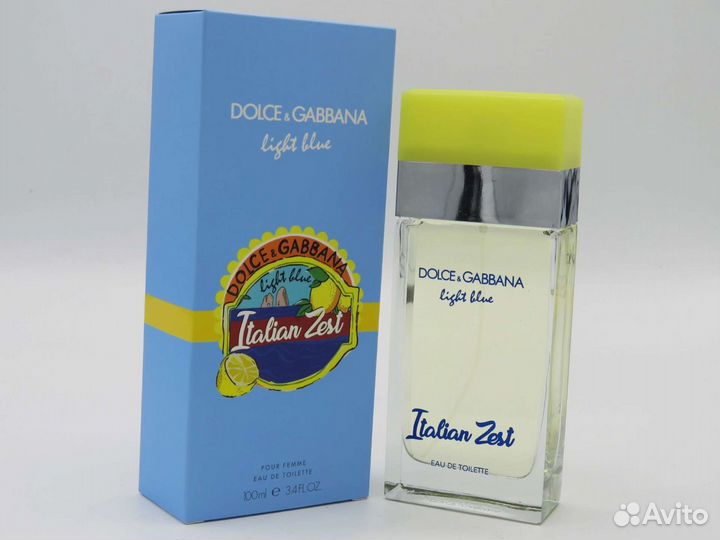 DOLCE & GABBANA
light blue
DOLCE & GABBANA
light blue
Italian Zest
POUR FEMME
EAU DE TOILETTE
100ml ℮ 3.4FL.OZ.
DOLCE & GABBANA
light blue
Italian Zest
EAU DE TOILETTE
Avito